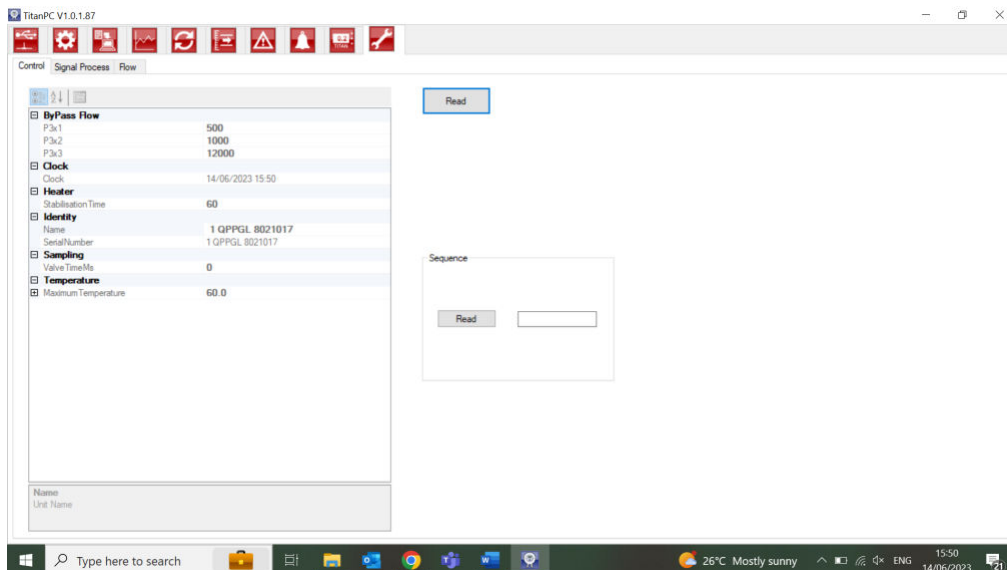 TitanPC V1.0.1.87
TITAN
Control Signal Process Flow
Read
ByPass Flow
P3x1 500
P3x2 1000
P3x3 12000
Clock
Clock 14/06/2023 15:50
Heater
StabilisationTime 60
Identity
Name 1 QPPGL 8021017
SerialNumber 1 QPPGL 8021017
Sampling
ValveTimeMs 0
Temperature
MaximumTemperature 60.0
Sequence
Read
Name
Unit Name
Type here to search
26°C Mostly sunny
ENG
15:50
14/06/2023
21